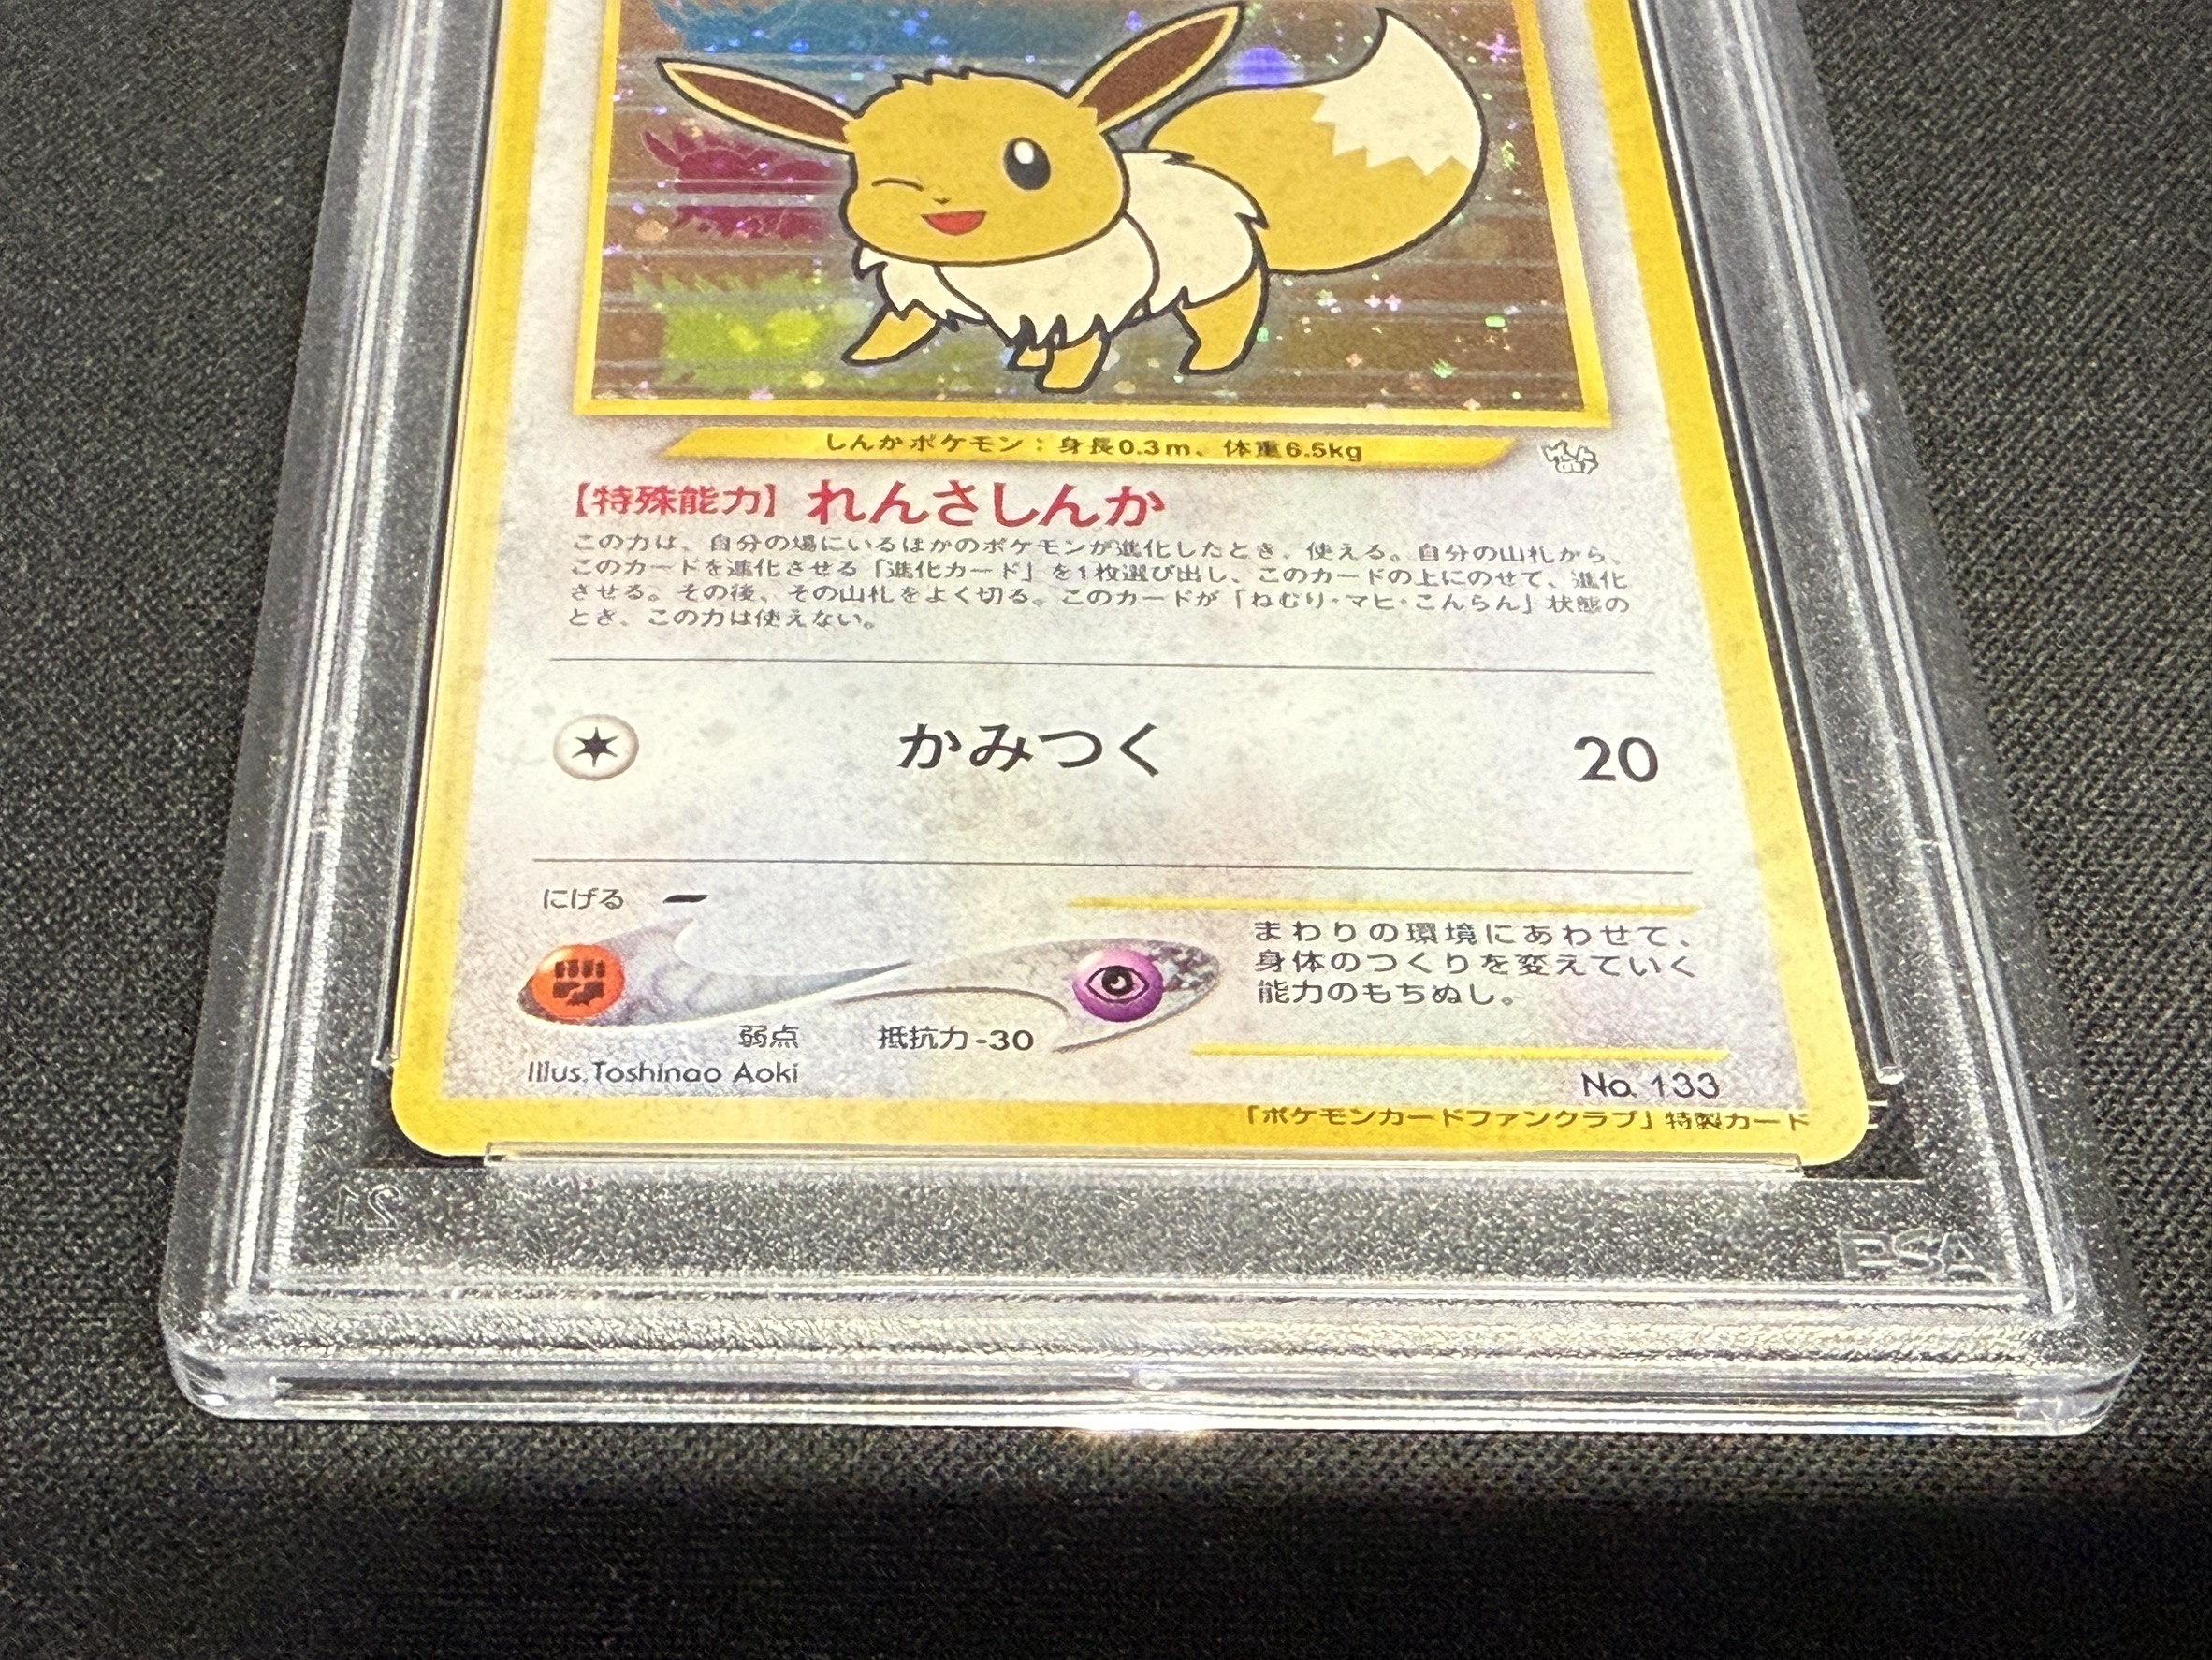 しんかポケモン：身長0.3m、体重6.5kg
【特殊能力】 れんさしんか
この力は、自分の場にいるほかのポケモンが進化したとき、使える。自分の山札から、
このカードを進化させる「進化カード」を1枚選び出し、このカードの上にのせて、進化
させる。その後、その山札をよく切る。このカードが「ねむり・マヒ・こんらん」状態の
とき、この力は使えない。
かみつく 20
にげる
まわりの環境にあわせて、
身体のつくりを変えていく
能力のもちぬし。
弱点 抵抗力-30
Illus. Toshinao Aoki
No. 133
「ポケモンカードファンクラブ」特製カード